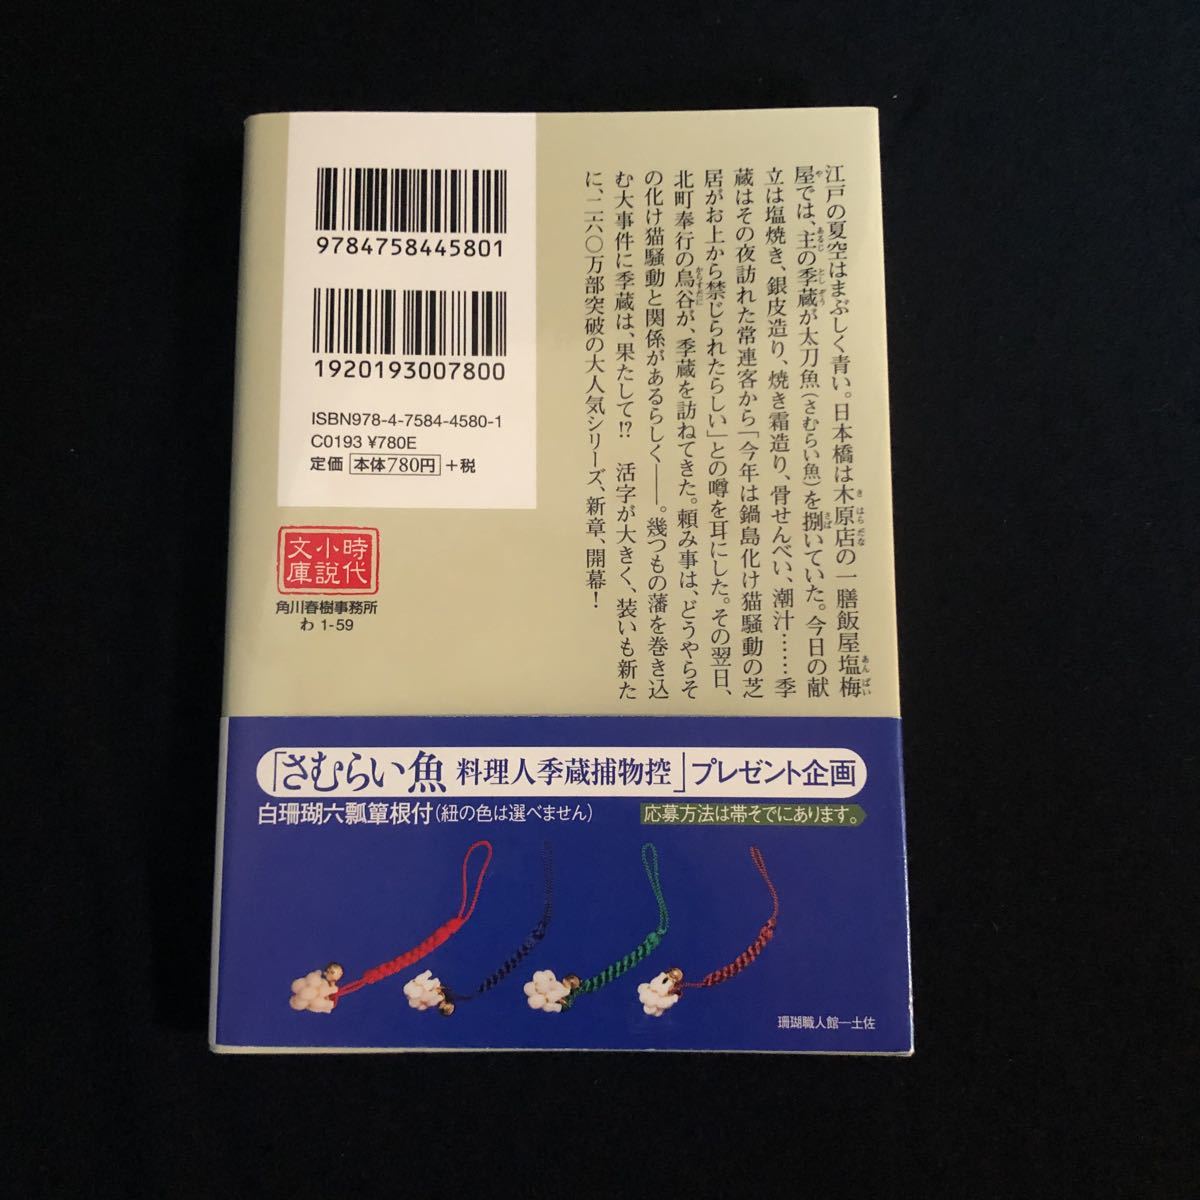 江戸の夏空はまぶしく青い。日本橋は木原店の一膳飯屋塩梅
屋では、主の季蔵が太刀魚(さむらい魚)を捌いていた。今日の献
立は塩焼き、銀皮造り、焼き霜造り、骨せんべい、潮汁……季
蔵はその夜訪れた常連客から「今年は鍋島化け猫騒動の芝
居がお上から禁じられたらしい」との噂を耳にした。その翌日、
北町奉行の烏谷が、季蔵を訪ねてきた。頼み事は、どうやらそ
の化け猫騒動と関係があるらしく――。幾つもの藩を巻き込
む大事件に季蔵は、果たして!? 活字が大きく、装いも新た
に、二六〇万部突破の大人気シリーズ、新章、開幕!
9784758445801
1920193007800
ISBN978-4-7584-4580-1
C0193 ¥780E
定価 本体780円 +税
時代
小説
文庫
角川春樹事務所
わ 1-59
「さむらい魚 料理人季蔵捕物控」プレゼント企画
白珊瑚六瓢簞根付(紐の色は選べません)
応募方法は帯そでにあります。
珊瑚職人館―土佐